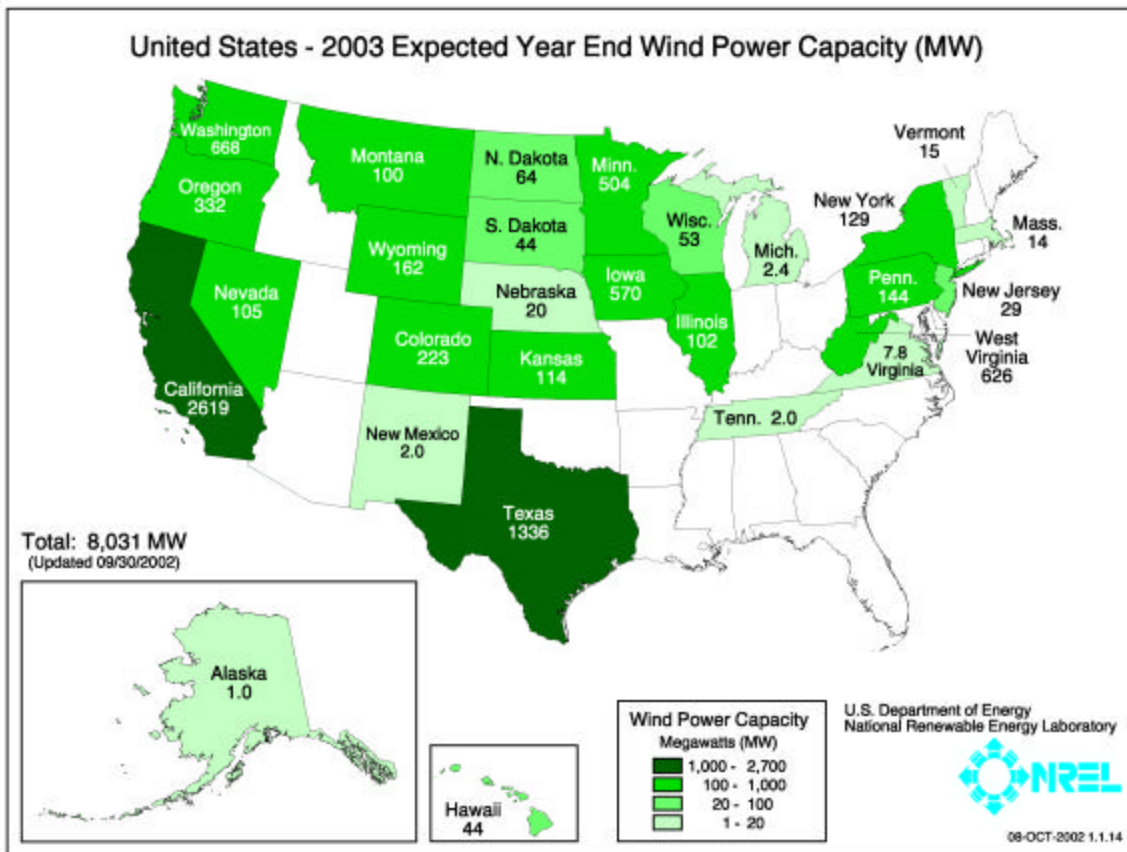 United States - 2003 Expected Year End Wind Power Capacity (MW)
Washington
668
Oregon
332
Montana
100
N. Dakota
64
Minn.
504
Vermont
15
New York
129
Mass.
14
S. Dakota
44
Wisc.
53
Mich.
2.4
Wyoming
162
Nevada
105
Nebraska
20
Iowa
570
Illinois
102
Penn.
144
New Jersey
29
West
Virginia
626
7.8
Virginia
Colorado
223
Kansas
114
California
2619
New Mexico
2.0
Tenn. 2.0
Texas
1336
Total: 8,031 MW
(Updated 09/30/2002)
Alaska
1.0
Hawaii
44
Wind Power Capacity
Megawatts (MW)
1,000 - 2,700
100 - 1,000
20 - 100
1 - 20
U.S. Department of Energy
National Renewable Energy Laboratory
NREL
08-OCT-2002 1.1.14